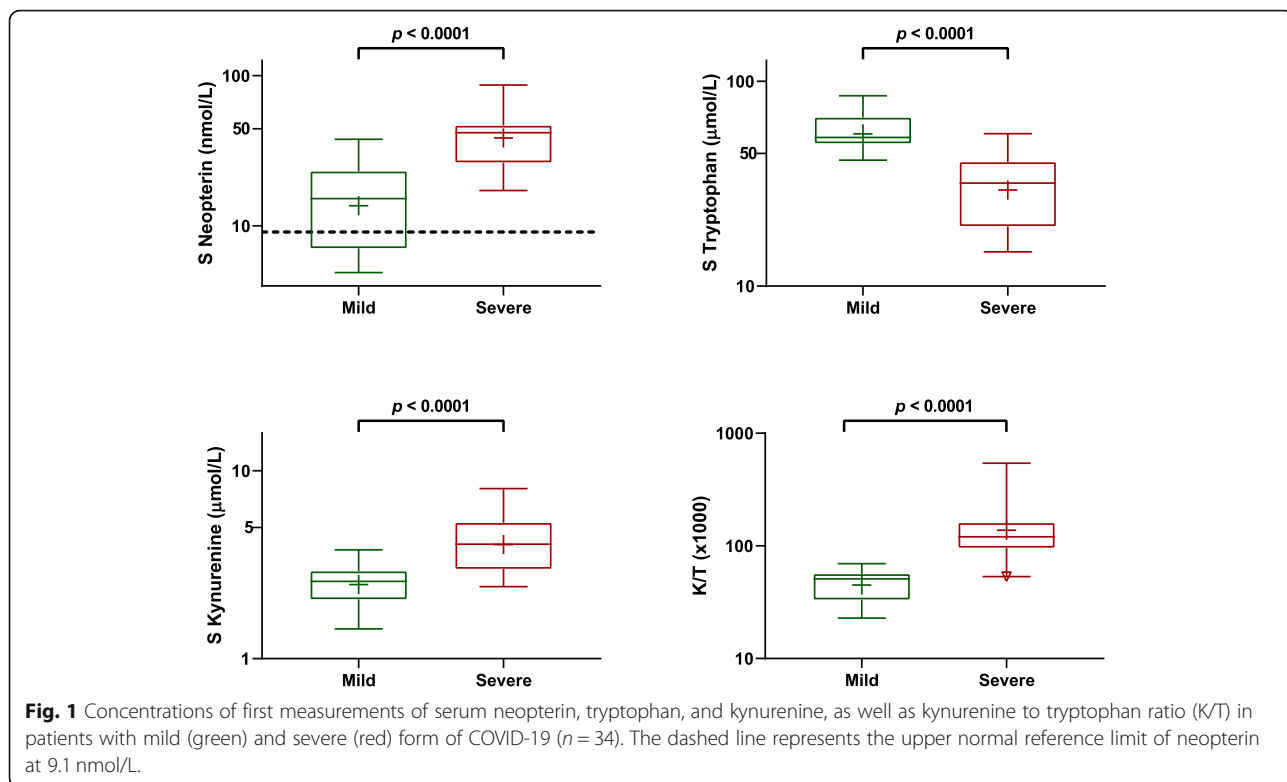 p < 0.0001
S Neopterin (nmol/L)
100
50
10
Mild
Severe
p < 0.0001
S Tryptophan (μmol/L)
100
50
10
Mild
Severe
p < 0.0001
S Kynurenine (μmol/L)
10
5
1
Mild
Severe
p < 0.0001
K/T (x1000)
1000
100
10
Mild
Severe
Fig. 1 Concentrations of first measurements of serum neopterin, tryptophan, and kynurenine, as well as kynurenine to tryptophan ratio (K/T) in
patients with mild (green) and severe (red) form of COVID-19 (n = 34). The dashed line represents the upper normal reference limit of neopterin
at 9.1 nmol/L.